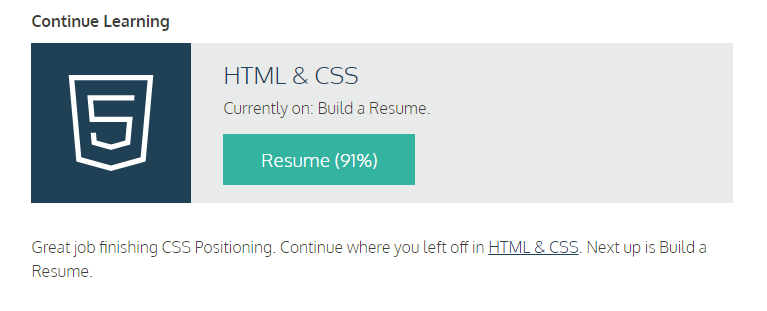 Continue Learning
HTML & CSS
Currently on: Build a Resume.
Resume (91%)
Great job finishing CSS Positioning. Continue where you left off in HTML & CSS. Next up is Build a
Resume.